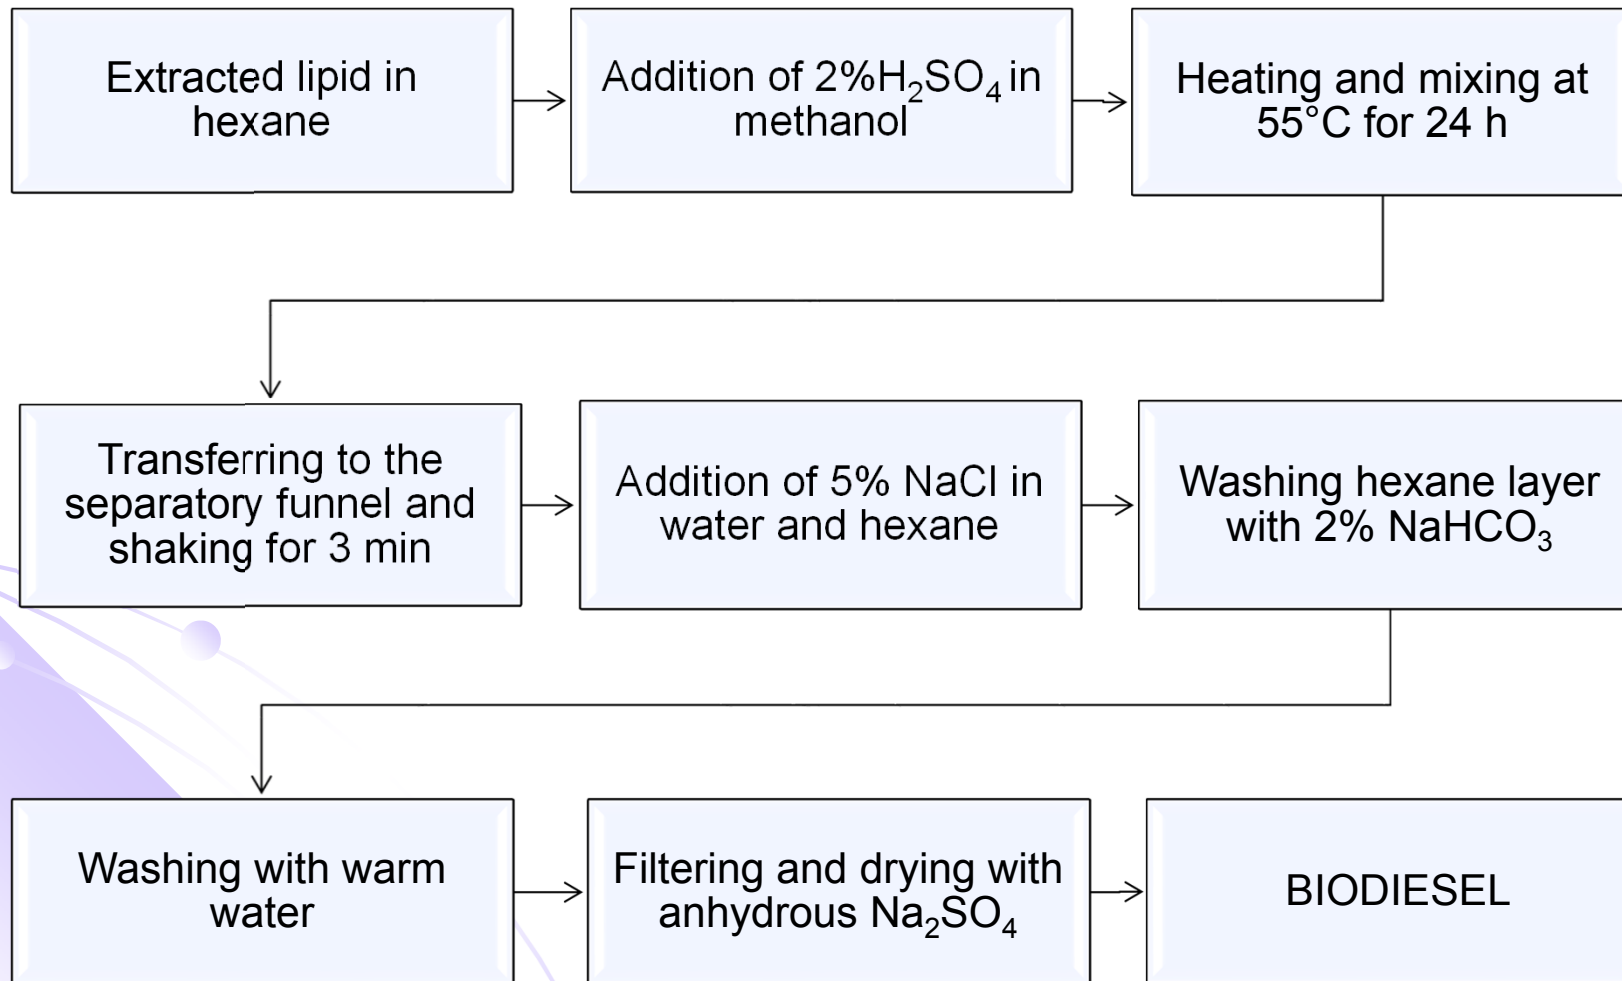 Extracted lipid in
hexane
Addition of 2%H₂SO₄ in
methanol
Heating and mixing at
55°C for 24 h
Transferring to the
separatory funnel and
shaking for 3 min
Addition of 5% NaCl in
water and hexane
Washing hexane layer
with 2% NaHCO₃
Washing with warm
water
Filtering and drying with
anhydrous Na₂SO₄
BIODIESEL